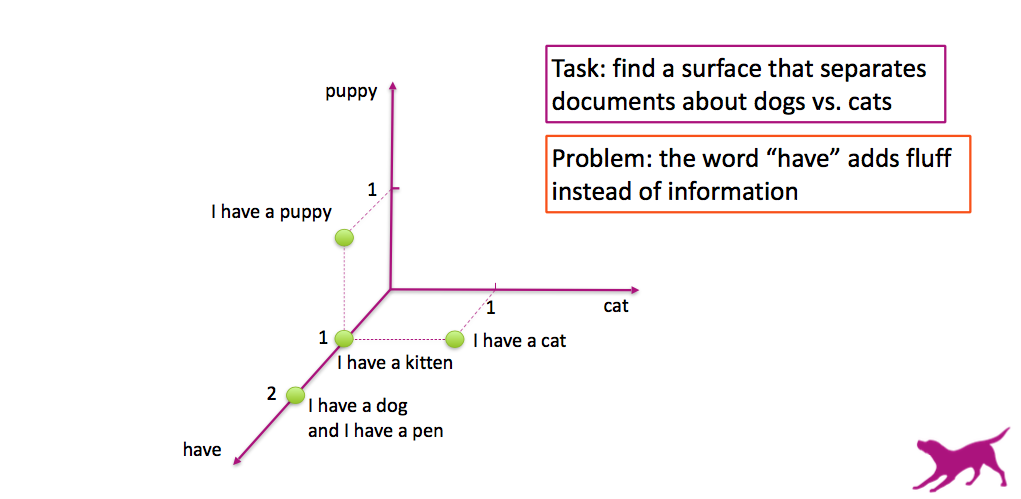 Task: find a surface that separates
documents about dogs vs. cats
Problem: the word “have” adds fluff
instead of information
puppy
1
I have a puppy
1
cat
1
I have a cat
I have a kitten
2
I have a dog
and I have a pen
have